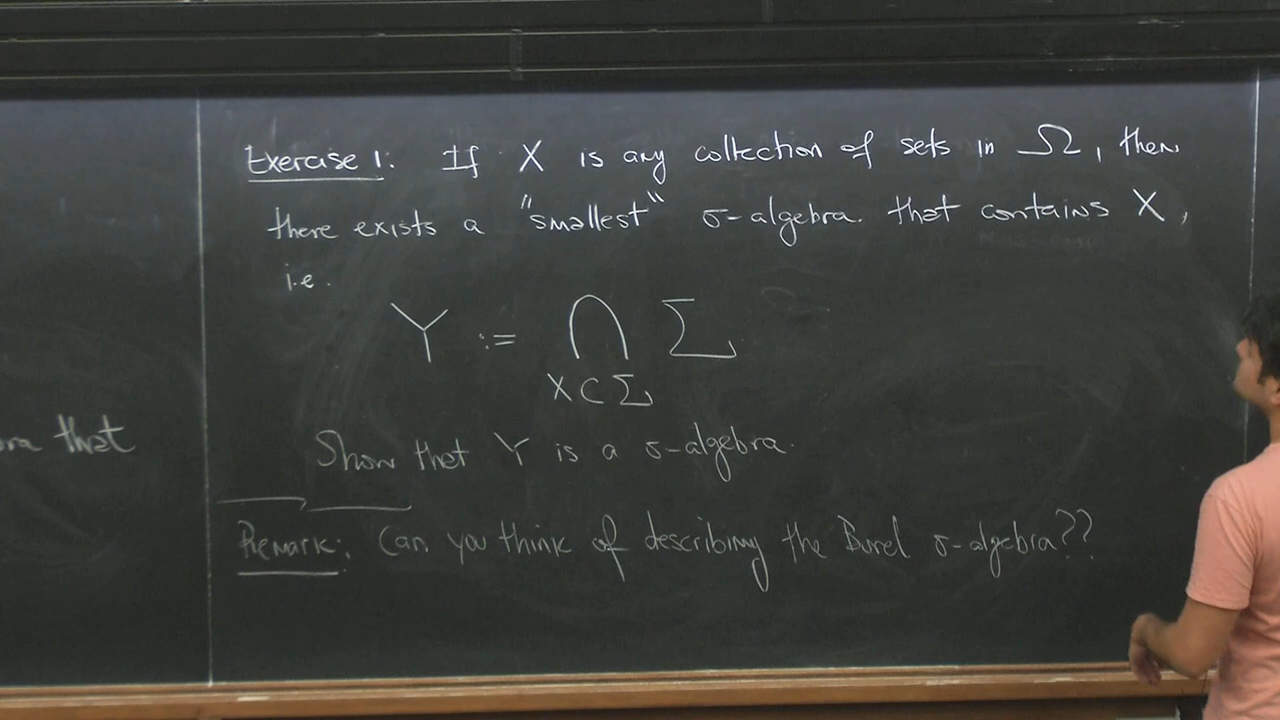 Exercise 1: If X is any collection of sets in Ω, then
there exists a "smallest" σ-algebra. that contains X,
i.e.
Y := ⋂ Σ
X ⊂ Σ
that
Show that Y is a σ-algebra.
Remark: Can you think of describing the Borel σ-algebra??